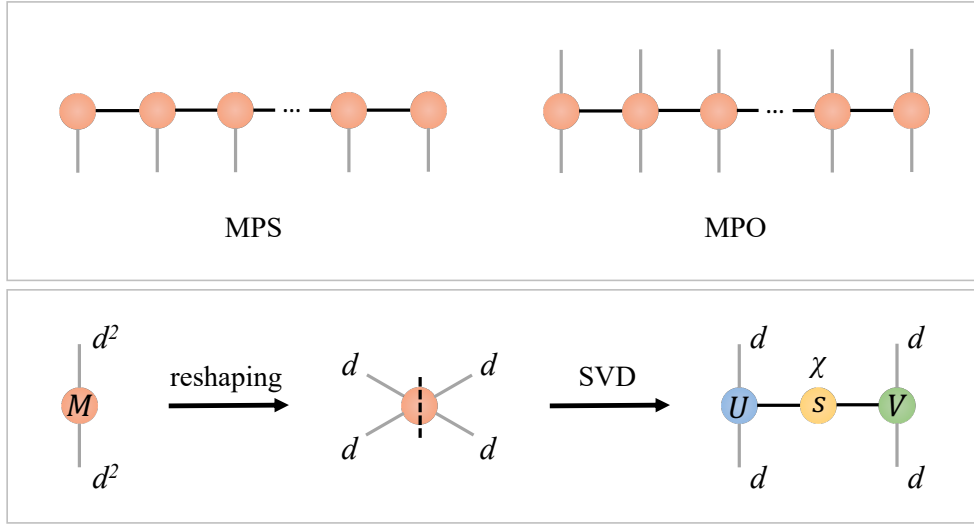 ... ...
MPS MPO
d² d d d d
χ
reshaping SVD
M U s V
d² d d d d